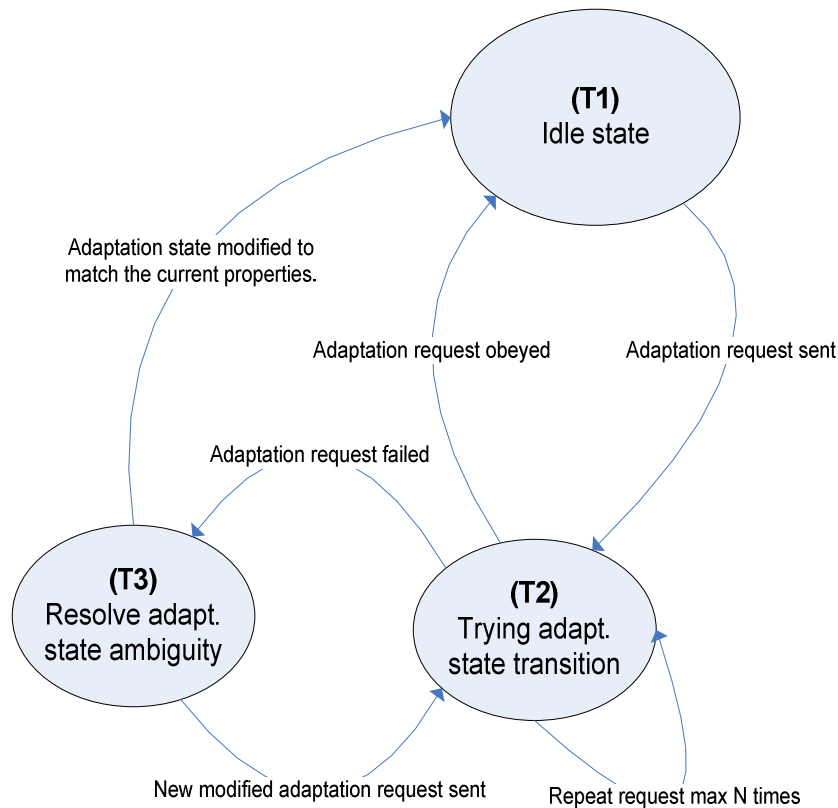 (T1)
Idle state
Adaptation state modified to
match the current properties.
Adaptation request obeyed
Adaptation request sent
Adaptation request failed
(T3)
Resolve adapt.
state ambiguity
(T2)
Trying adapt.
state transition
New modified adaptation request sent
Repeat request max N times